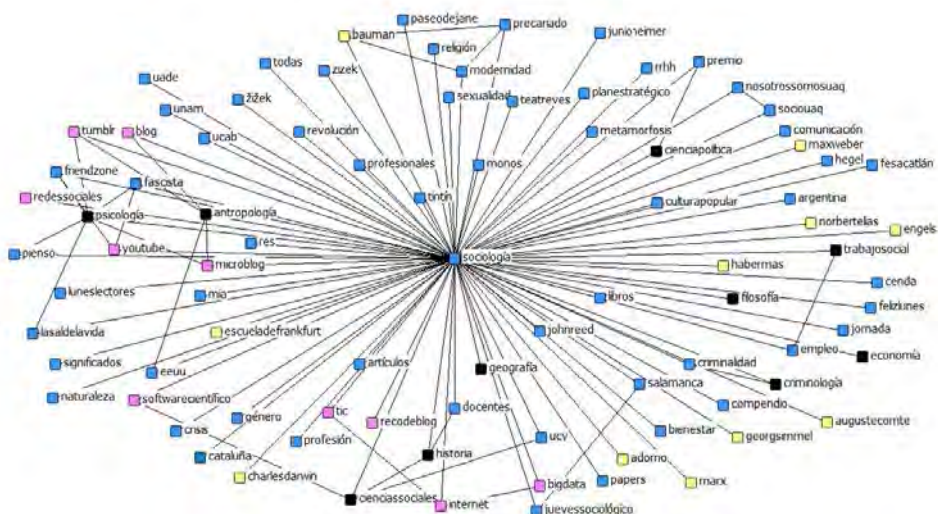 paseodejane
precariado
bauman
junioheimer
religión
todas
zizek
modernidad
rrhh
premio
uade
nosotrossomosuaq
žižek
sexualidad
teatreves
planestratégico
unam
sociouaq
tumblr
blog
ucab
revolución
metamorfosis
comunicación
maxweber
cienciapolítica
friendzone
fascista
profesionales
monos
hegel
fesacatlán
redessociales
tintín
culturapopular
argentina
psicología
antropología
norbertelias
engels
youtube
res
trabajosocial
pienso
microblog
sociología
habermas
cenda
luneslectores
mia
libros
filosofía
felizlunes
lasaldelavida
escueladefrankfurt
johnreed
jornada
significados
eeuu
artículos
geografía
criminalidad
empleo
economía
salamanca
criminología
naturaleza
softwarecientífico
género
tic
recodeblog
docentes
compendio
augustecomte
crisis
profesión
ucv
bienestar
georgsimmel
cataluña
historia
adorno
charlesdarwin
bigdata
papers
marx
cienciassociales
internet
juevessociológico